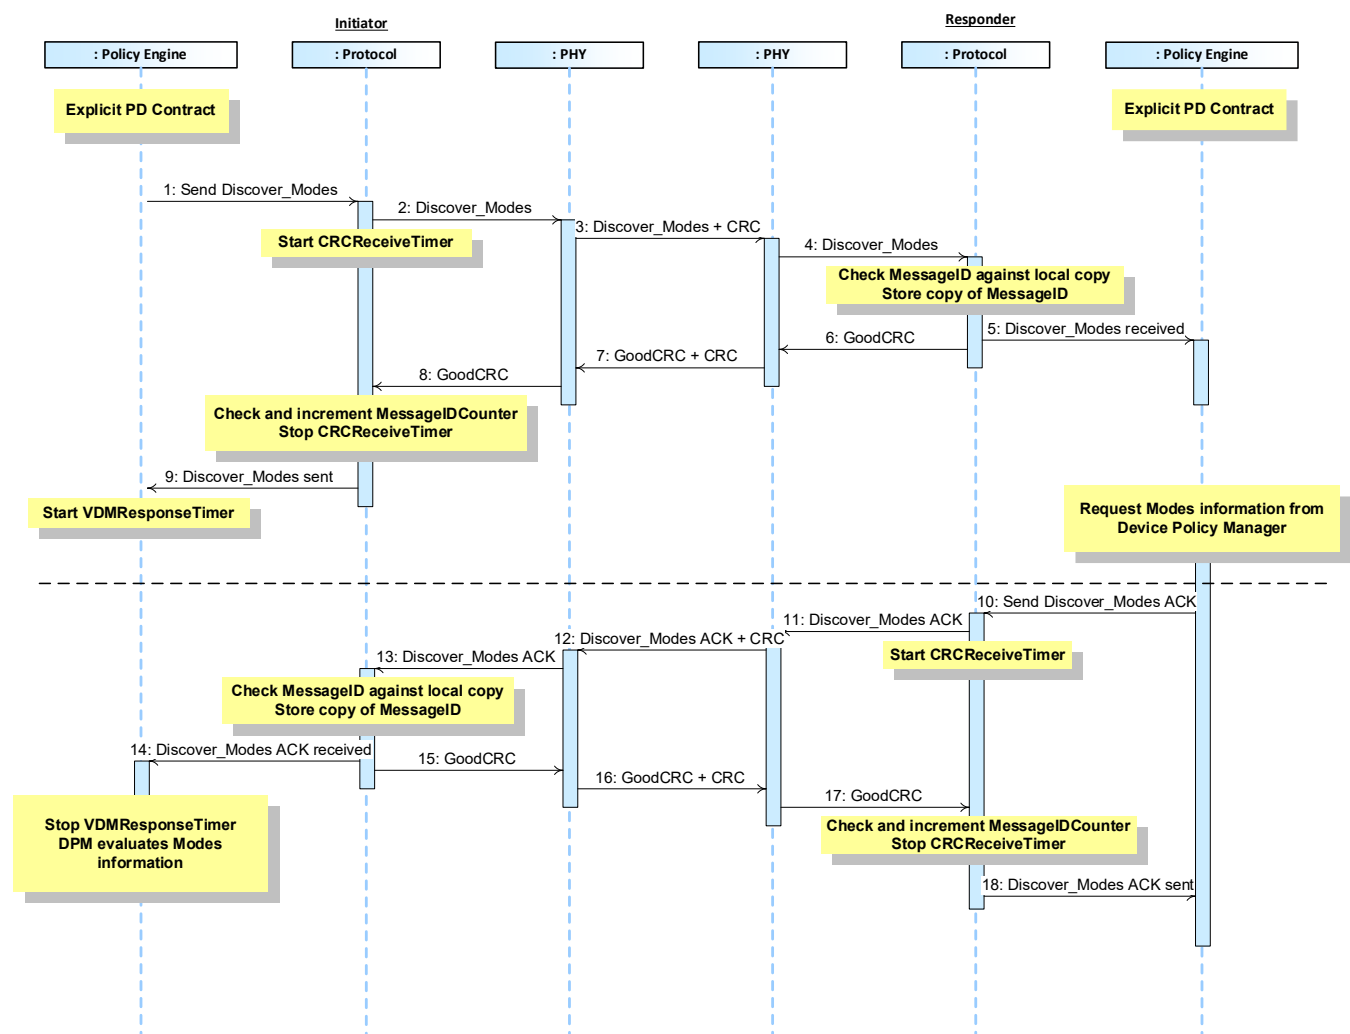 Initiator
Responder
: Policy Engine
: Protocol
: PHY
: PHY
: Protocol
: Policy Engine
Explicit PD Contract
Explicit PD Contract
1: Send Discover_Modes
2: Discover_Modes
3: Discover_Modes + CRC
Start CRCReceiveTimer
4: Discover_Modes
Check MessageID against local copy
Store copy of MessageID
5: Discover_Modes received
6: GoodCRC
7: GoodCRC + CRC
8: GoodCRC
Check and increment MessageIDCounter
Stop CRCReceiveTimer
9: Discover_Modes sent
Start VDMResponseTimer
Request Modes information from
Device Policy Manager
10: Send Discover_Modes ACK
11: Discover_Modes ACK
Start CRCReceiveTimer
12: Discover_Modes ACK + CRC
13: Discover_Modes ACK
Check MessageID against local copy
Store copy of MessageID
14: Discover_Modes ACK received
15: GoodCRC
16: GoodCRC + CRC
17: GoodCRC
Stop VDMResponseTimer
DPM evaluates Modes
information
Check and increment MessageIDCounter
Stop CRCReceiveTimer
18: Discover_Modes ACK sent